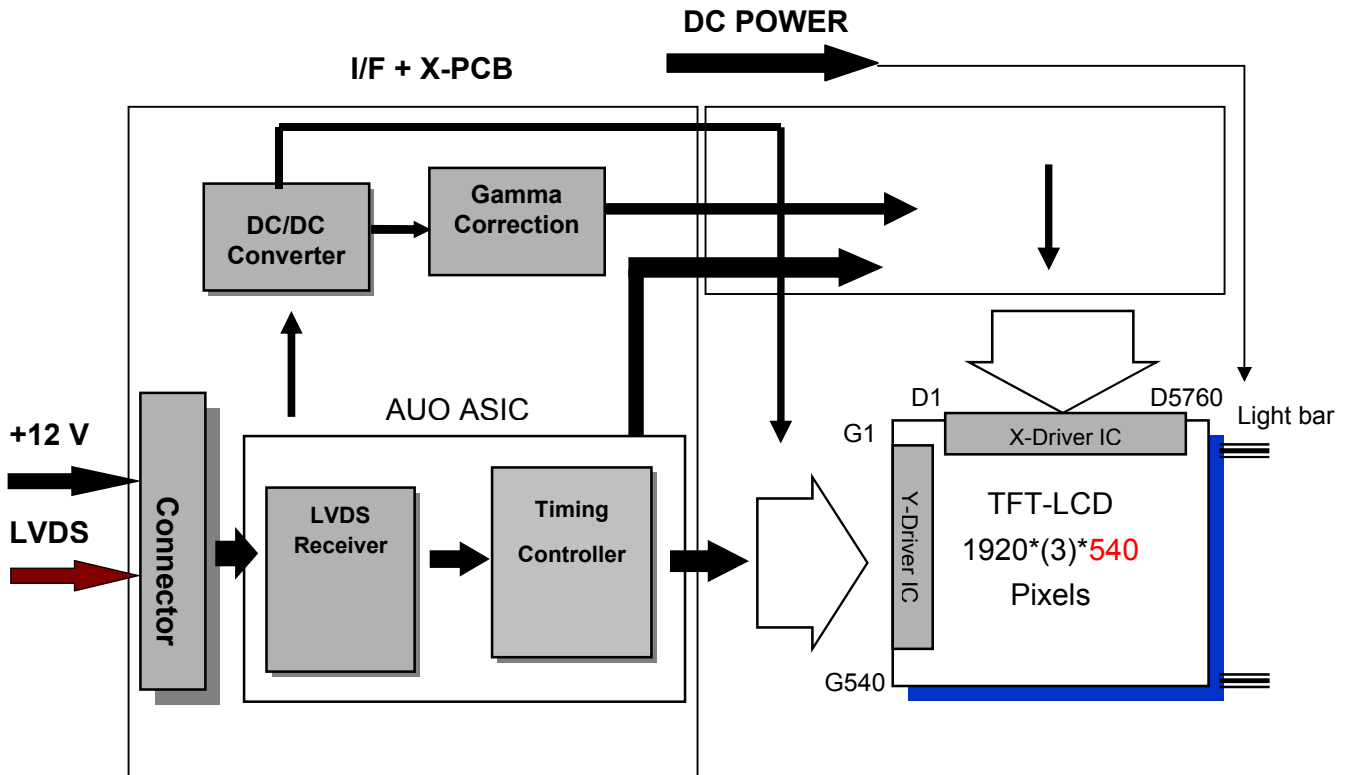 DC POWER
I/F + X-PCB
Gamma
Correction
DC/DC
Converter
AUO ASIC
D1
D5760
Light bar
G1
X-Driver IC
+12 V
LVDS
Connector
LVDS
Receiver
Timing
Controller
Y-Driver IC
TFT-LCD
1920*(3)*540
Pixels
G540